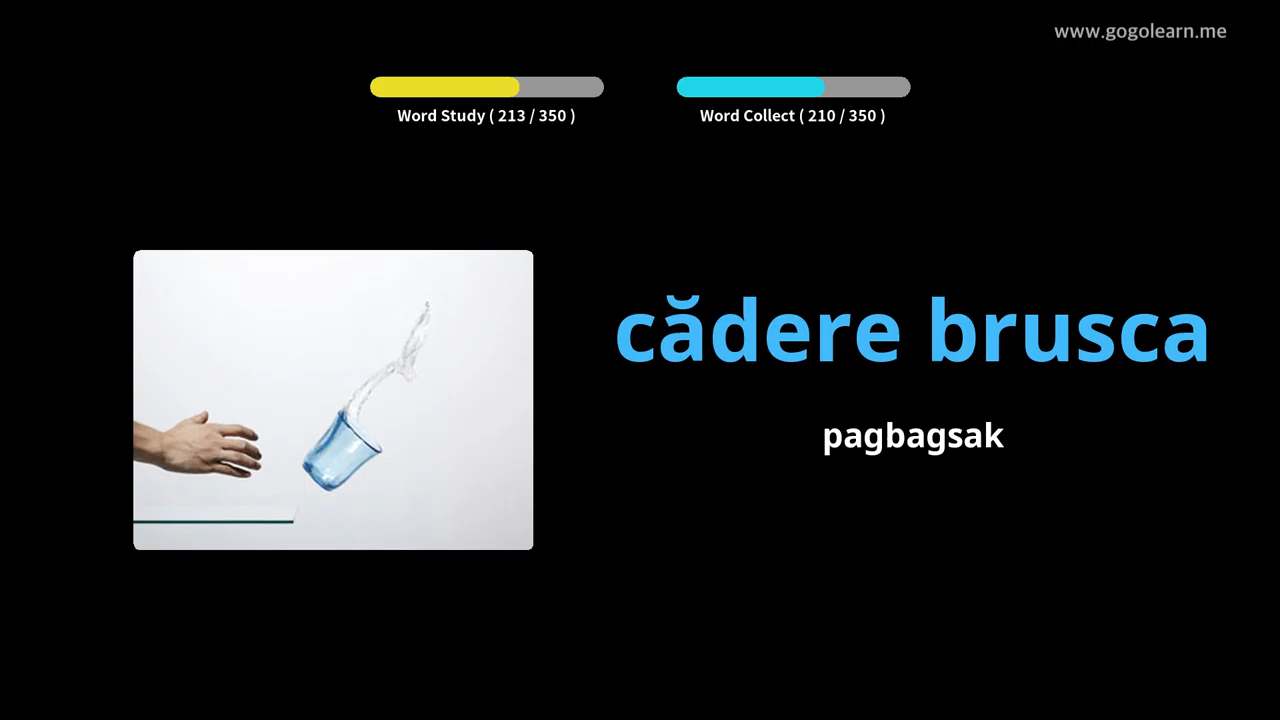 www.gogolearn.me
Word Study ( 213 / 350 )
Word Collect ( 210 / 350 )
cădere brusca
pagbagsak